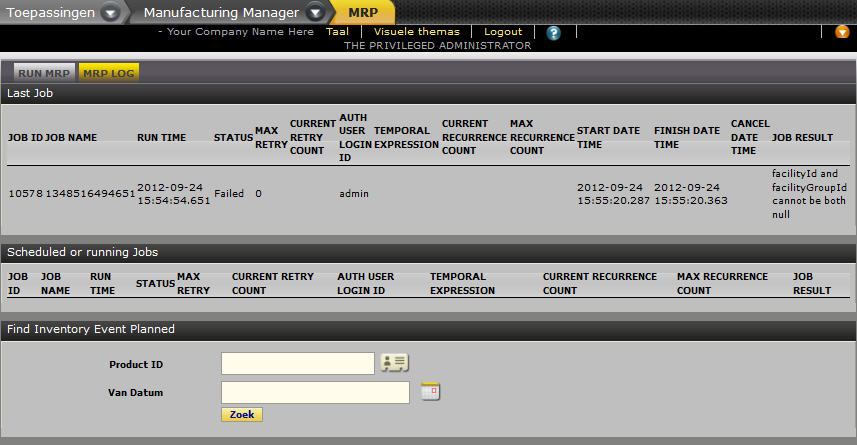 Toepassingen Manufacturing Manager MRP
- Your Company Name Here Taal Visuele themas Logout ?
THE PRIVILEGED ADMINISTRATOR
RUN MRP MRP LOG
Last Job
JOB ID JOB NAME RUN TIME STATUS MAX RETRY CURRENT RETRY COUNT AUTH USER LOGIN ID TEMPORAL EXPRESSION CURRENT RECURRENCE COUNT MAX RECURRENCE COUNT START DATE TIME FINISH DATE TIME CANCEL DATE TIME JOB RESULT
10578 1348516494651 2012-09-24 15:54:54.651 Failed 0 admin 2012-09-24 15:55:20.287 2012-09-24 15:55:20.363 facilityId and facilityGroupId cannot be both null
Scheduled or running Jobs
JOB ID JOB NAME RUN TIME STATUS MAX RETRY CURRENT RETRY COUNT AUTH USER LOGIN ID TEMPORAL EXPRESSION CURRENT RECURRENCE COUNT MAX RECURRENCE COUNT JOB RESULT
Find Inventory Event Planned
Product ID
Van Datum
Zoek